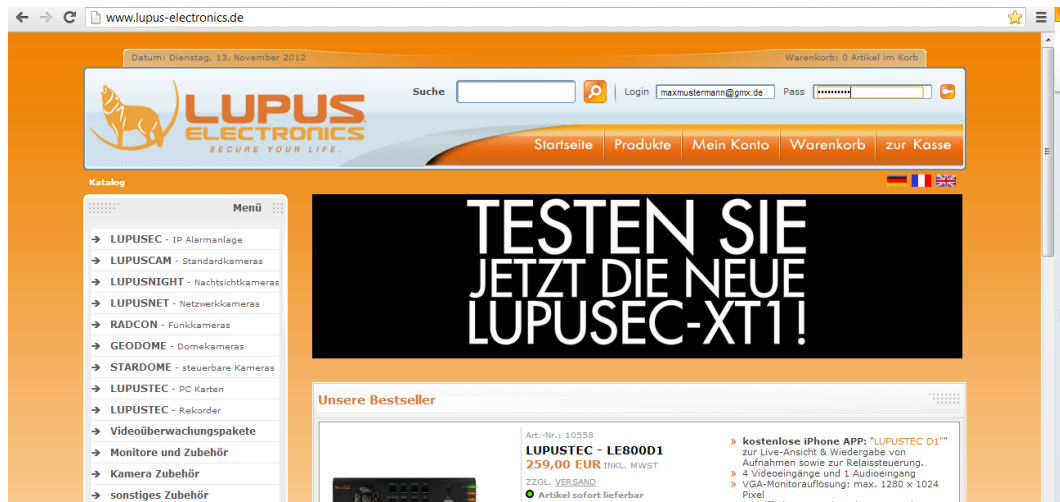 www.lupus-electronics.de
Datum: Dienstag, 13. November 2012
Warenkorb: 0 Artikel im Korb
Suche
Login maxmustermann@gmx.de Pass
LUPUS
ELECTRONICS
SECURE YOUR LIFE.
Startseite Produkte Mein Konto Warenkorb zur Kasse
Katalog
Menü
LUPUSEC - IP Alarmanlage
LUPUSCAM - Standardkameras
LUPUSNIGHT - Nachtsichtkameras
LUPUSNET - Netzwerkkameras
RADCON - Funkkameras
GEODOME - Domekameras
STARDOME - steuerbare Kameras
LUPUSTEC - PC Karten
LUPUSTEC - Rekorder
Videoüberwachungspakete
Monitore und Zubehör
Kamera Zubehör
sonstiges Zubehör
TESTEN SIE
JETZT DIE NEUE
LUPUSEC-XT1!
Unsere Bestseller
Art.-Nr.: 10558
LUPUSTEC - LE800D1
259,00 EUR INKL. MWST
ZZGL. VERSAND
Artikel sofort lieferbar
» kostenlose iPhone APP: "LUPUSTEC D1""
zur Live-Ansicht & Wiedergabe von
Aufnahmen sowie zur Relaissteuerung.
» 4 Videoeingänge und 1 Audioeingang
» VGA-Monitorauflösung: max. 1280 x 1024
Pixel